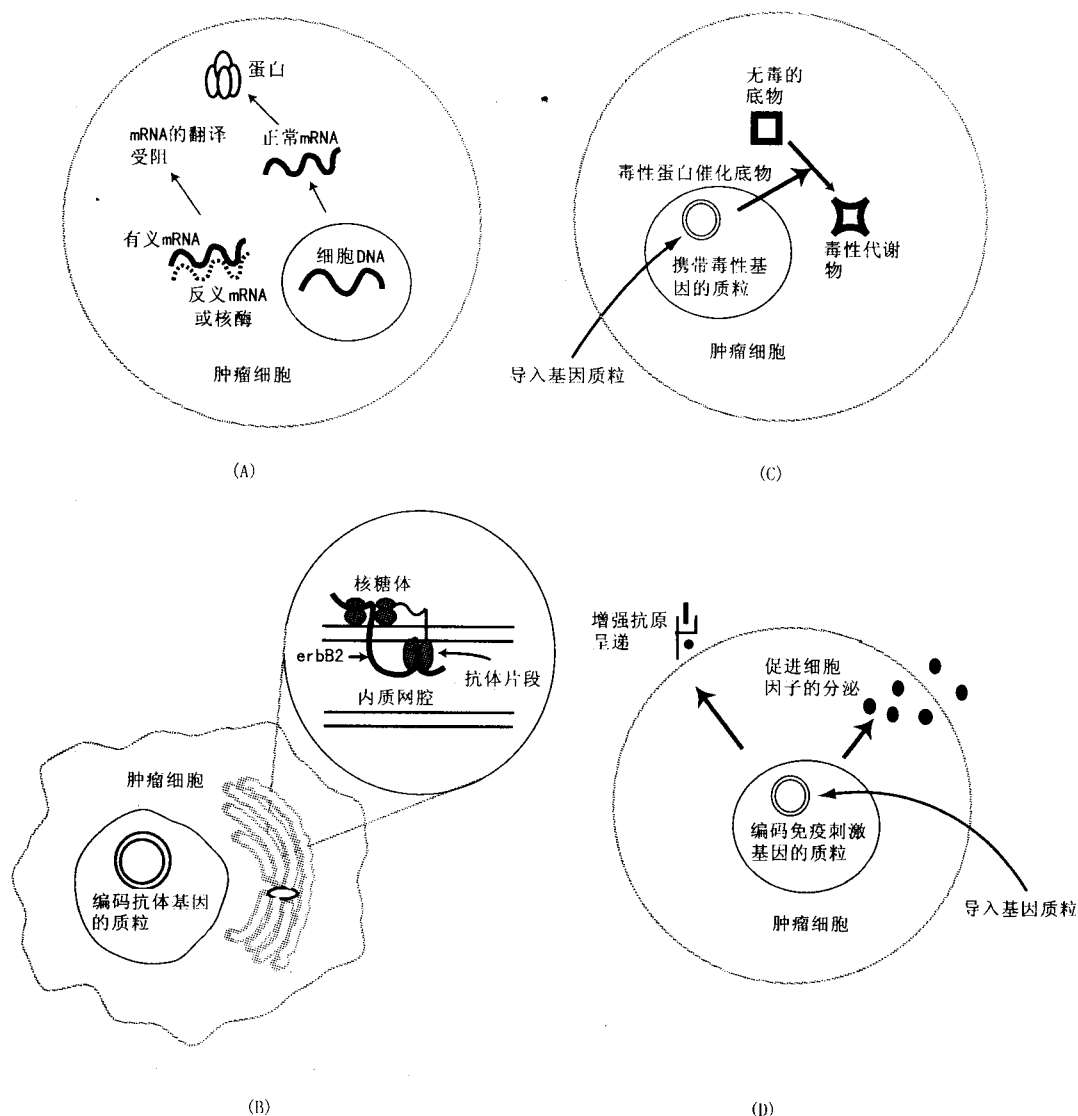 蛋白
mRNA的翻译
受阻
正常mRNA
有义mRNA
反义mRNA
或核酶
细胞DNA
肿瘤细胞
(A)
无毒的
底物
毒性蛋白催化底物
毒性代谢
物
携带毒性基
因的质粒
肿瘤细胞
导入基因质粒
(C)
核糖体
erbB2
抗体片段
内质网腔
肿瘤细胞
编码抗体基因
的质粒
(B)
增强抗原
呈递
促进细胞
因子的分泌
编码免疫刺激
基因的质粒
导入基因质粒
肿瘤细胞
(D)